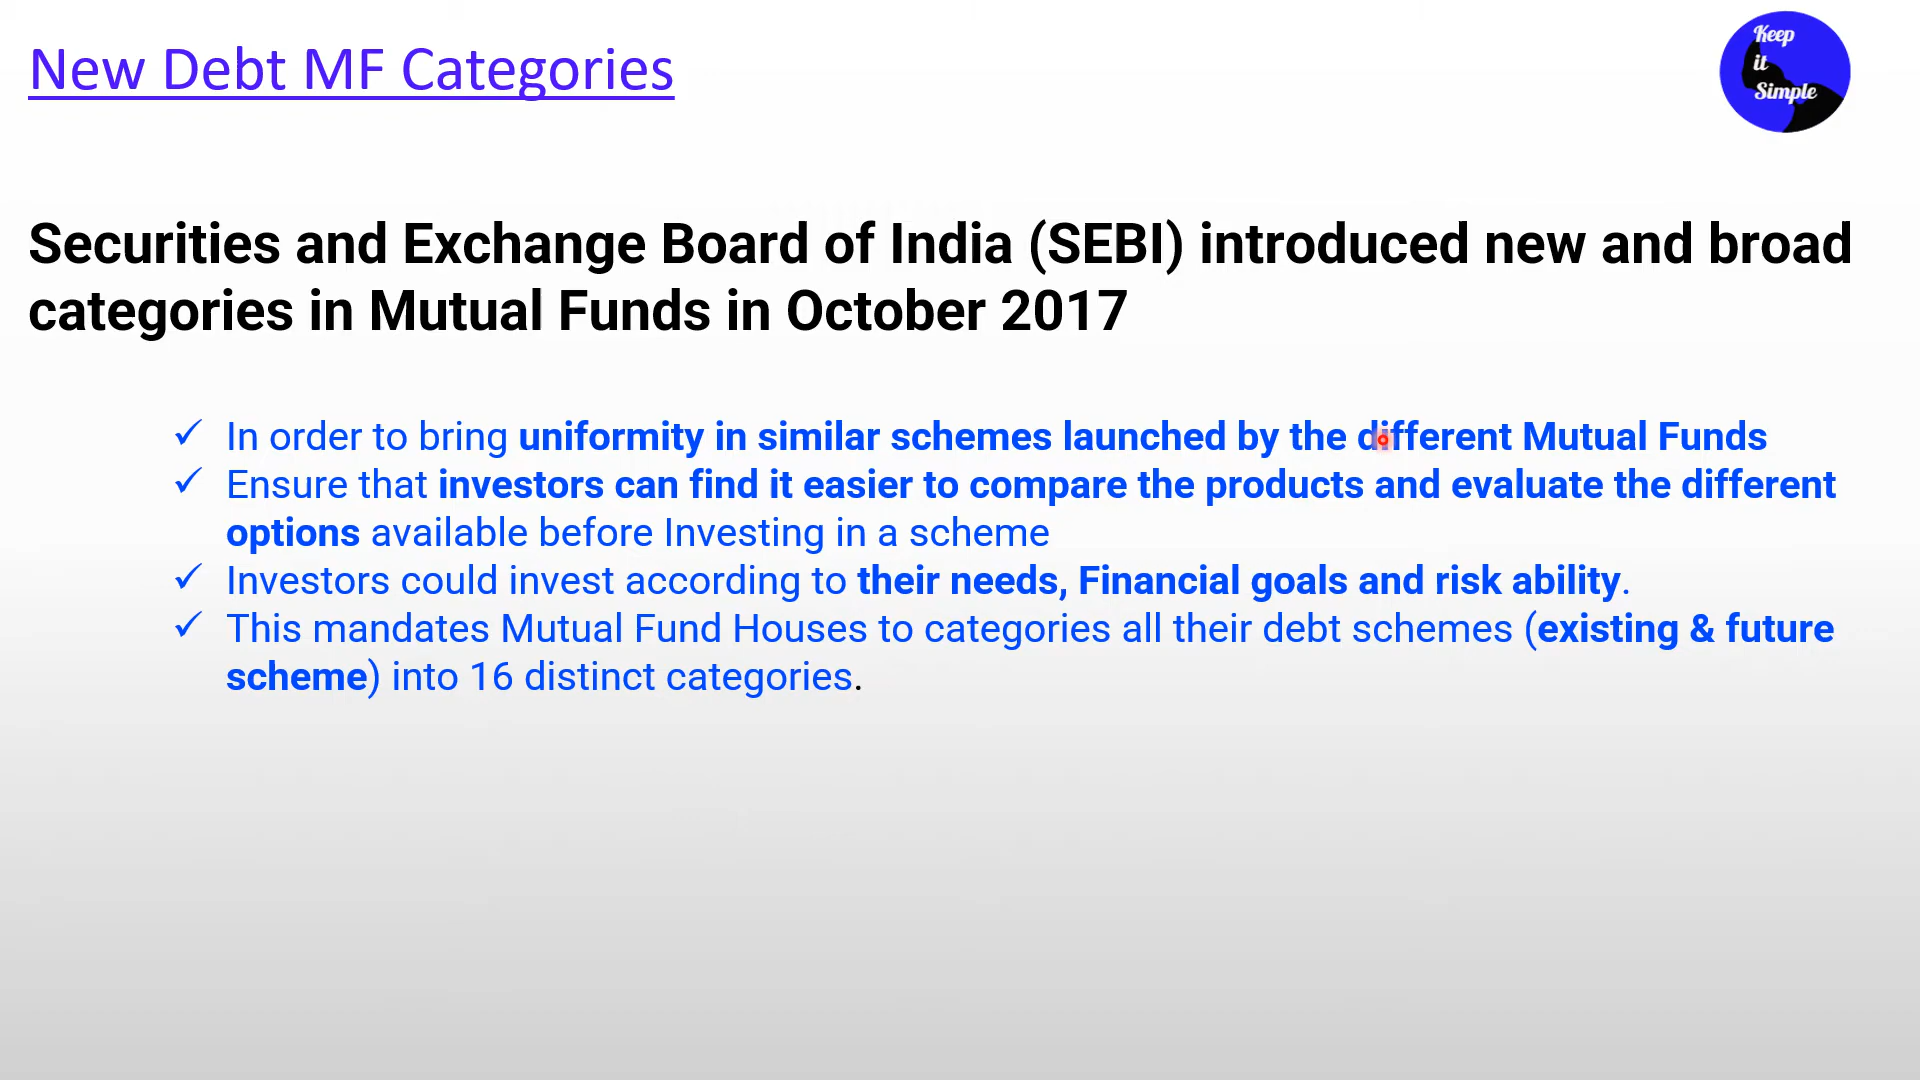 New Debt MF Categories
Keep
it
Simple
Securities and Exchange Board of India (SEBI) introduced new and broad
categories in Mutual Funds in October 2017
✓ In order to bring uniformity in similar schemes launched by the different Mutual Funds
✓ Ensure that investors can find it easier to compare the products and evaluate the different
options available before Investing in a scheme
✓ Investors could invest according to their needs, Financial goals and risk ability.
✓ This mandates Mutual Fund Houses to categories all their debt schemes (existing & future
scheme) into 16 distinct categories.